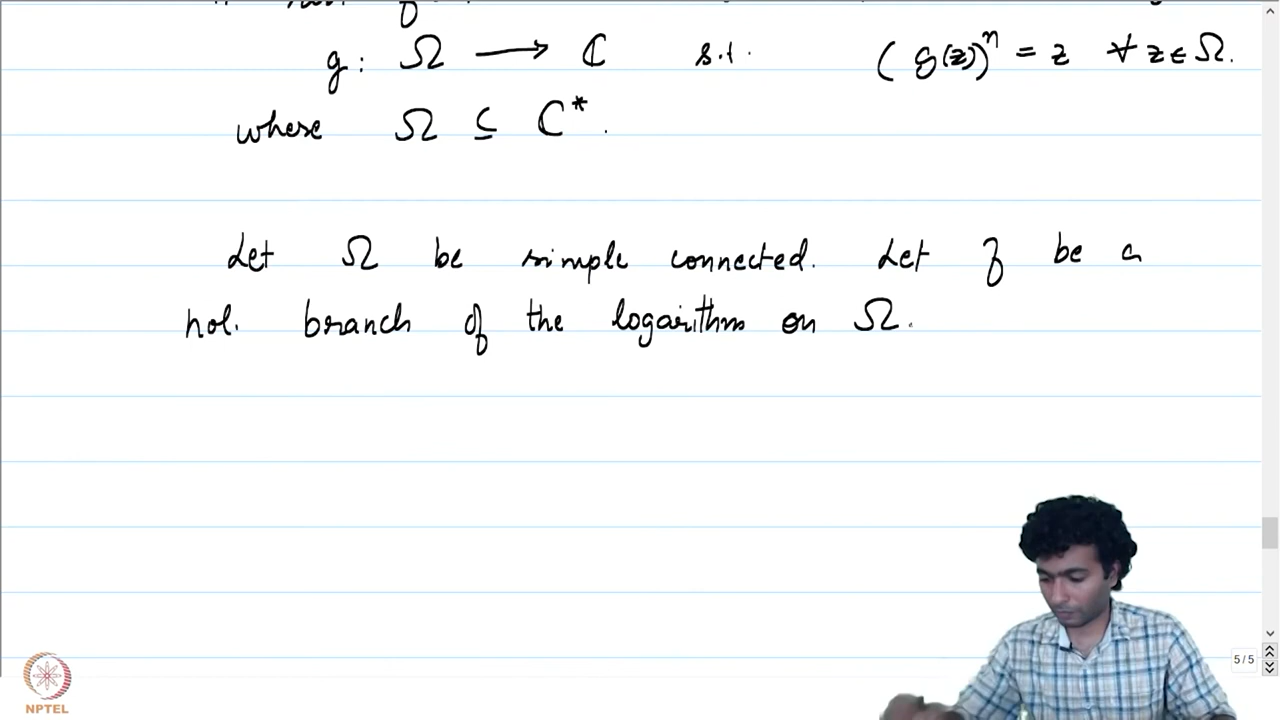 g : Ω ⟶ ℂ s.t. (g(z))ⁿ = z ∀ z ∈ Ω.
where Ω ⊆ ℂ* .
Let Ω be simple connected. Let f be a
hol. branch of the logarithm on Ω.
5 / 5
NPTEL